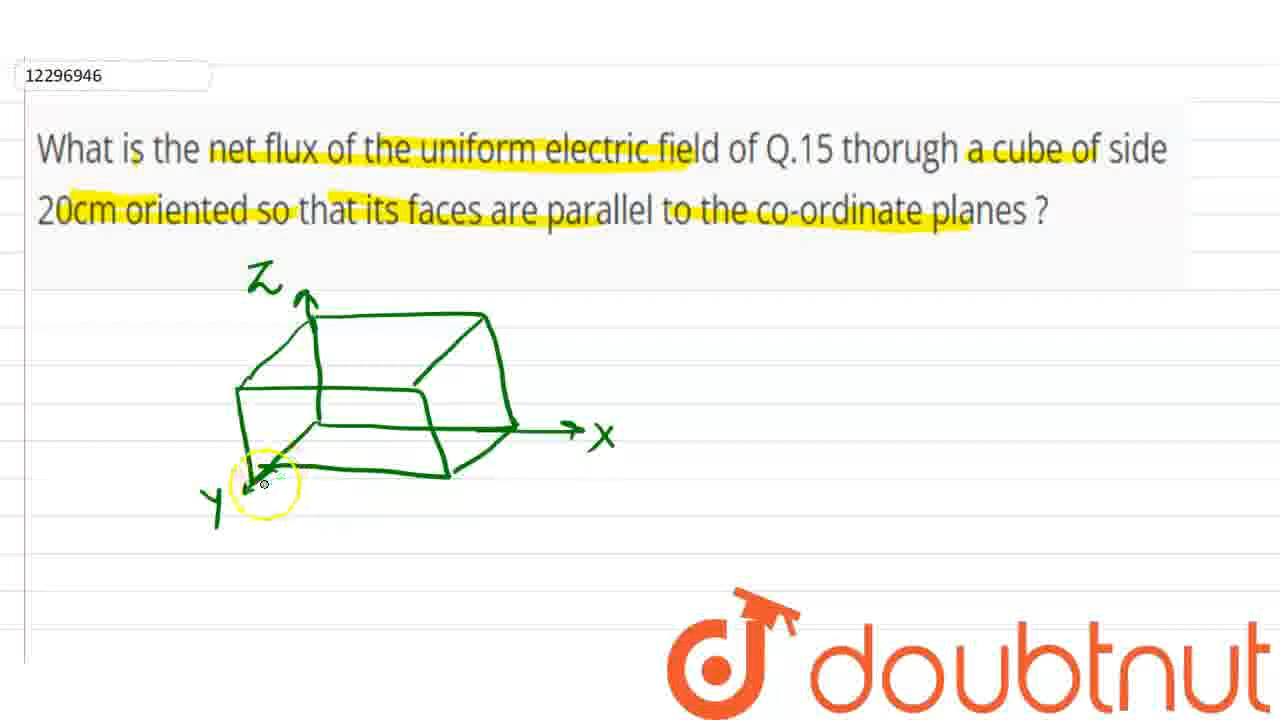 12296946
What is the net flux of the uniform electric field of Q.15 thorugh a cube of side
20cm oriented so that its faces are parallel to the co-ordinate planes ?
Z
X
Y
doubtnut